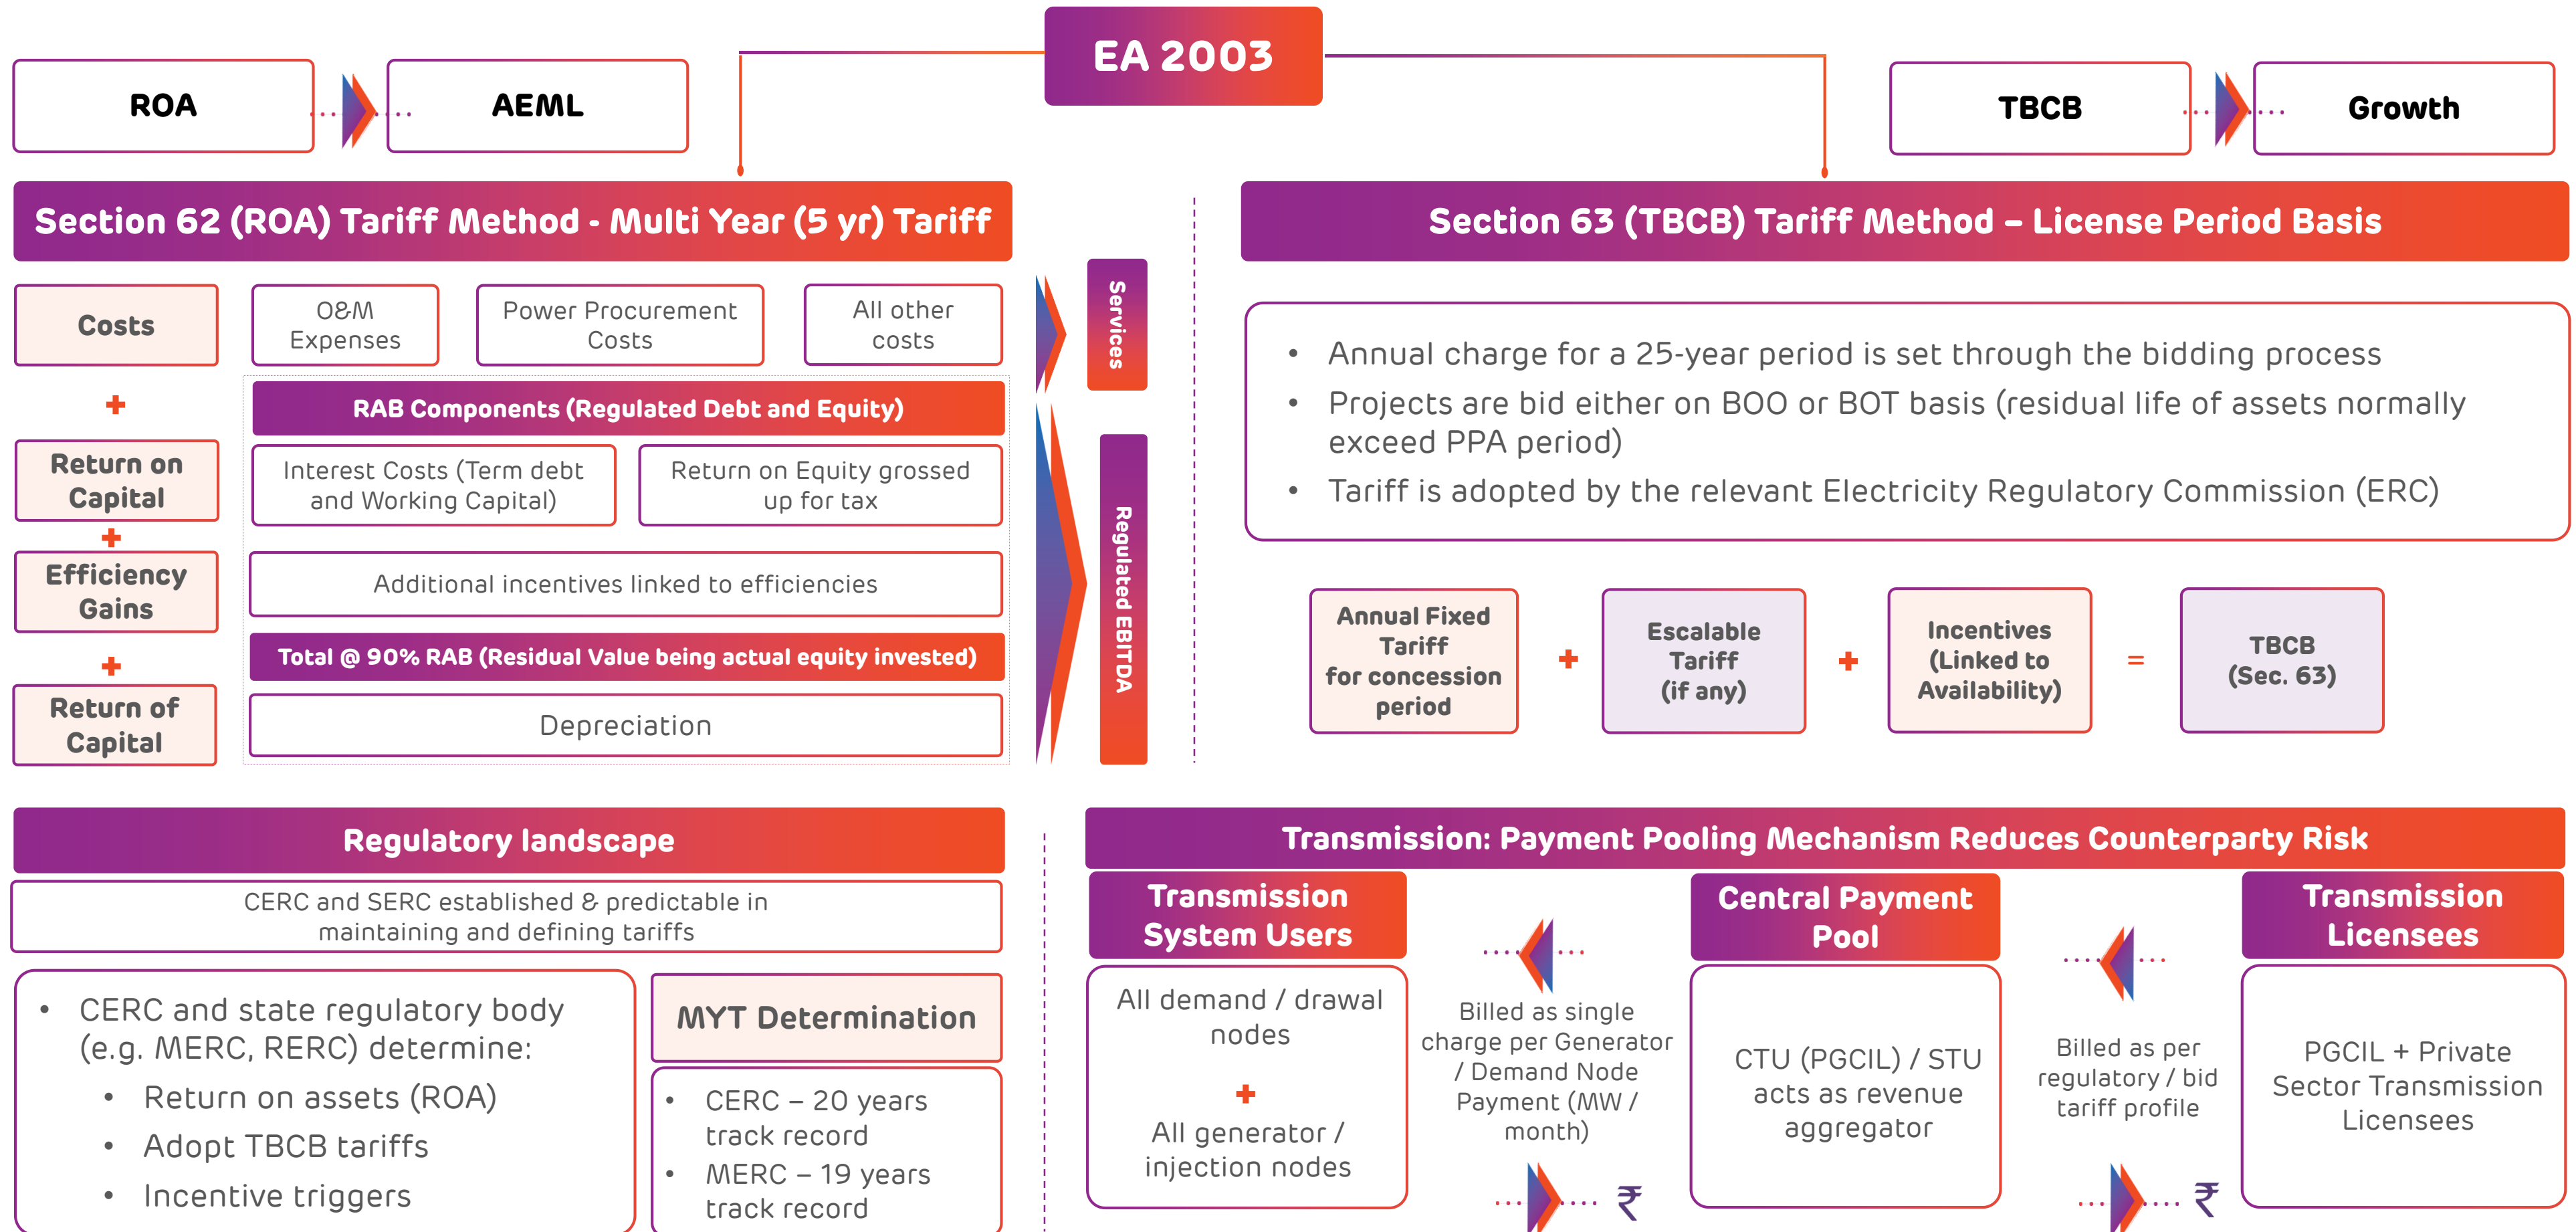 EA 2003
ROA
AEML
TBCB
Growth
Section 62 (ROA) Tariff Method - Multi Year (5 yr) Tariff
Costs
O&M
Expenses
Power Procurement
Costs
All other
costs
+
RAB Components (Regulated Debt and Equity)
Return on
Capital
Interest Costs (Term debt
and Working Capital)
Return on Equity grossed
up for tax
+
Efficiency
Gains
Additional incentives linked to efficiencies
+
Total @ 90% RAB (Residual Value being actual equity invested)
Return of
Capital
Depreciation
Services
Regulated EBITDA
Section 63 (TBCB) Tariff Method – License Period Basis
• Annual charge for a 25-year period is set through the bidding process
• Projects are bid either on BOO or BOT basis (residual life of assets normally
exceed PPA period)
• Tariff is adopted by the relevant Electricity Regulatory Commission (ERC)
Annual Fixed
Tariff
for concession
period
+
Escalable
Tariff
(if any)
+
Incentives
(Linked to
Availability)
=
TBCB
(Sec. 63)
Regulatory landscape
CERC and SERC established & predictable in
maintaining and defining tariffs
• CERC and state regulatory body
(e.g. MERC, RERC) determine:
• Return on assets (ROA)
• Adopt TBCB tariffs
• Incentive triggers
MYT Determination
• CERC – 20 years
track record
• MERC – 19 years
track record
Transmission: Payment Pooling Mechanism Reduces Counterparty Risk
Transmission
System Users
All demand / drawal
nodes
+
All generator /
injection nodes
Billed as single
charge per Generator
/ Demand Node
Payment (MW /
month)
₹
Central Payment
Pool
CTU (PGCIL) / STU
acts as revenue
aggregator
Billed as per
regulatory / bid
tariff profile
₹
Transmission
Licensees
PGCIL + Private
Sector Transmission
Licensees